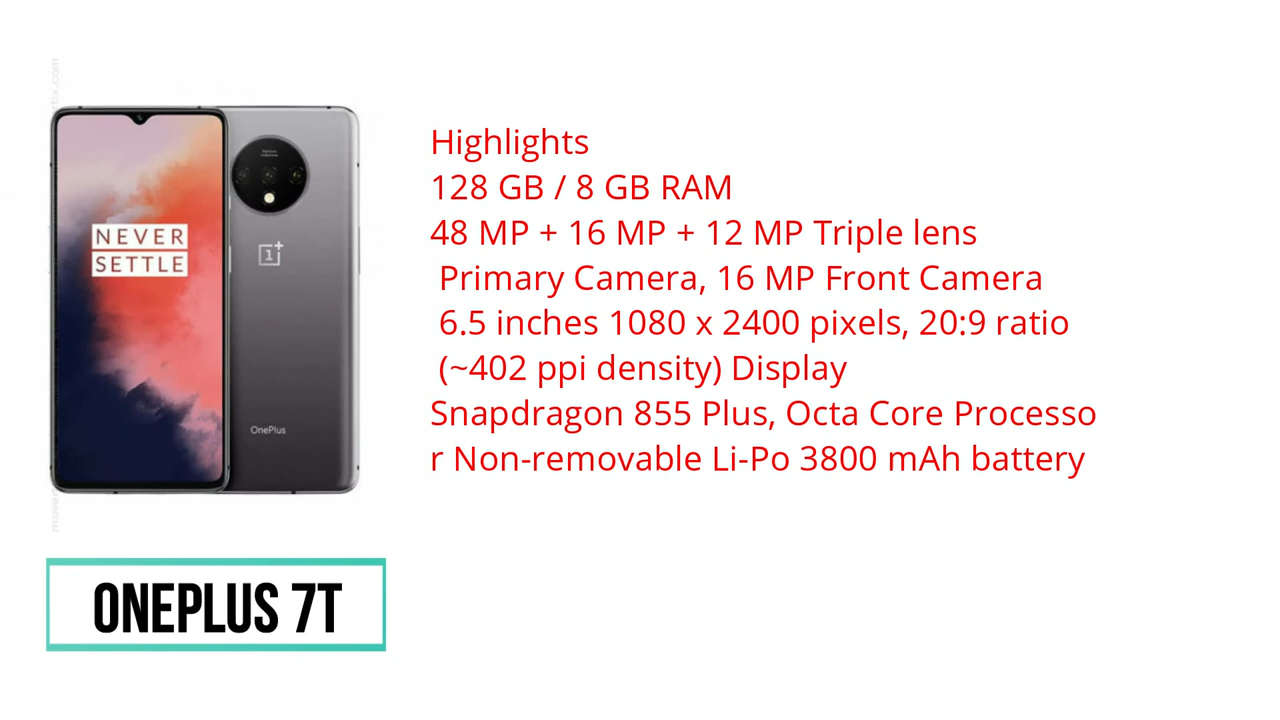 NEVER
SETTLE
OnePlus
Highlights
128 GB / 8 GB RAM
48 MP + 16 MP + 12 MP Triple lens
Primary Camera, 16 MP Front Camera
6.5 inches 1080 x 2400 pixels, 20:9 ratio
(~402 ppi density) Display
Snapdragon 855 Plus, Octa Core Processo
r Non-removable Li-Po 3800 mAh battery
ONEPLUS 7T